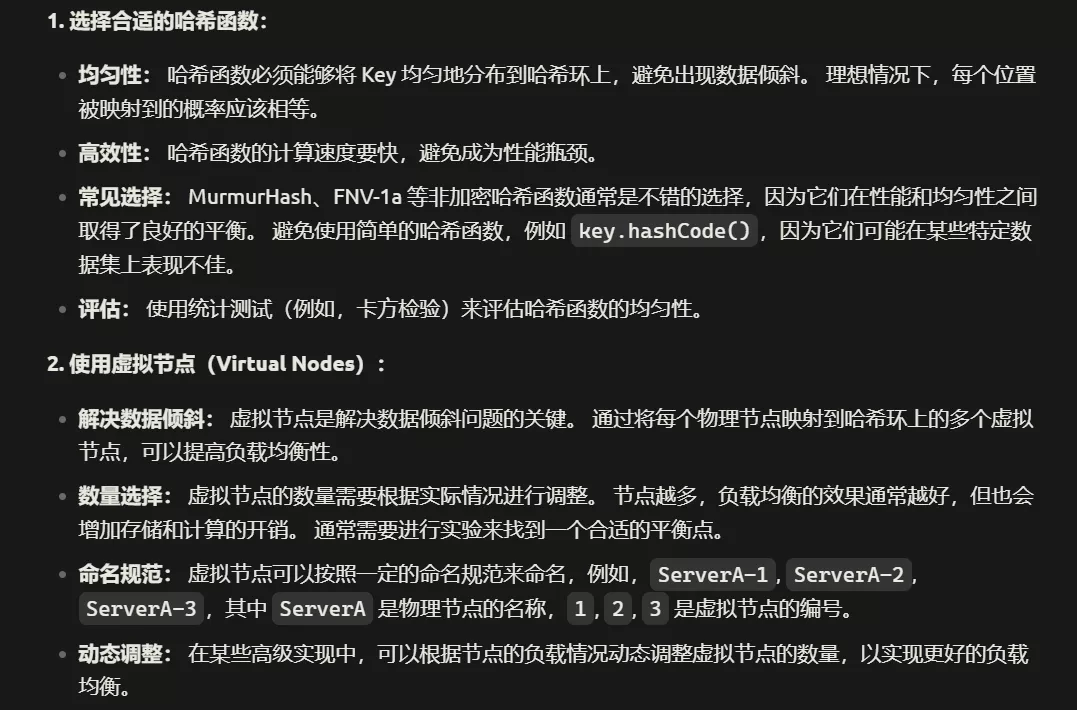 1. 选择合适的哈希函数：
均匀性： 哈希函数必须能够将 Key 均匀地分布到哈希环上，避免出现数据倾斜。 理想情况下，每个位置
被映射到的概率应该相等。
高效性： 哈希函数的计算速度要快，避免成为性能瓶颈。
常见选择： MurmurHash、FNV-1a 等非加密哈希函数通常是不错的选择，因为它们在性能和均匀性之间
取得了良好的平衡。 避免使用简单的哈希函数，例如 key.hashCode()，因为它们可能在某些特定数
据集上表现不佳。
评估： 使用统计测试（例如，卡方检验）来评估哈希函数的均匀性。
2. 使用虚拟节点（Virtual Nodes）：
解决数据倾斜： 虚拟节点是解决数据倾斜问题的关键。 通过将每个物理节点映射到哈希环上的多个虚拟
节点，可以提高负载均衡性。
数量选择： 虚拟节点的数量需要根据实际情况进行调整。 节点越多，负载均衡的效果通常越好，但也会
增加存储和计算的开销。 通常需要进行实验来找到一个合适的平衡点。
命名规范： 虚拟节点可以按照一定的命名规范来命名，例如， ServerA-1 , ServerA-2 ,
ServerA-3 ，其中 ServerA 是物理节点的名称， 1 , 2 , 3 是虚拟节点的编号。
动态调整： 在某些高级实现中，可以根据节点的负载情况动态调整虚拟节点的数量，以实现更好的负载
均衡。